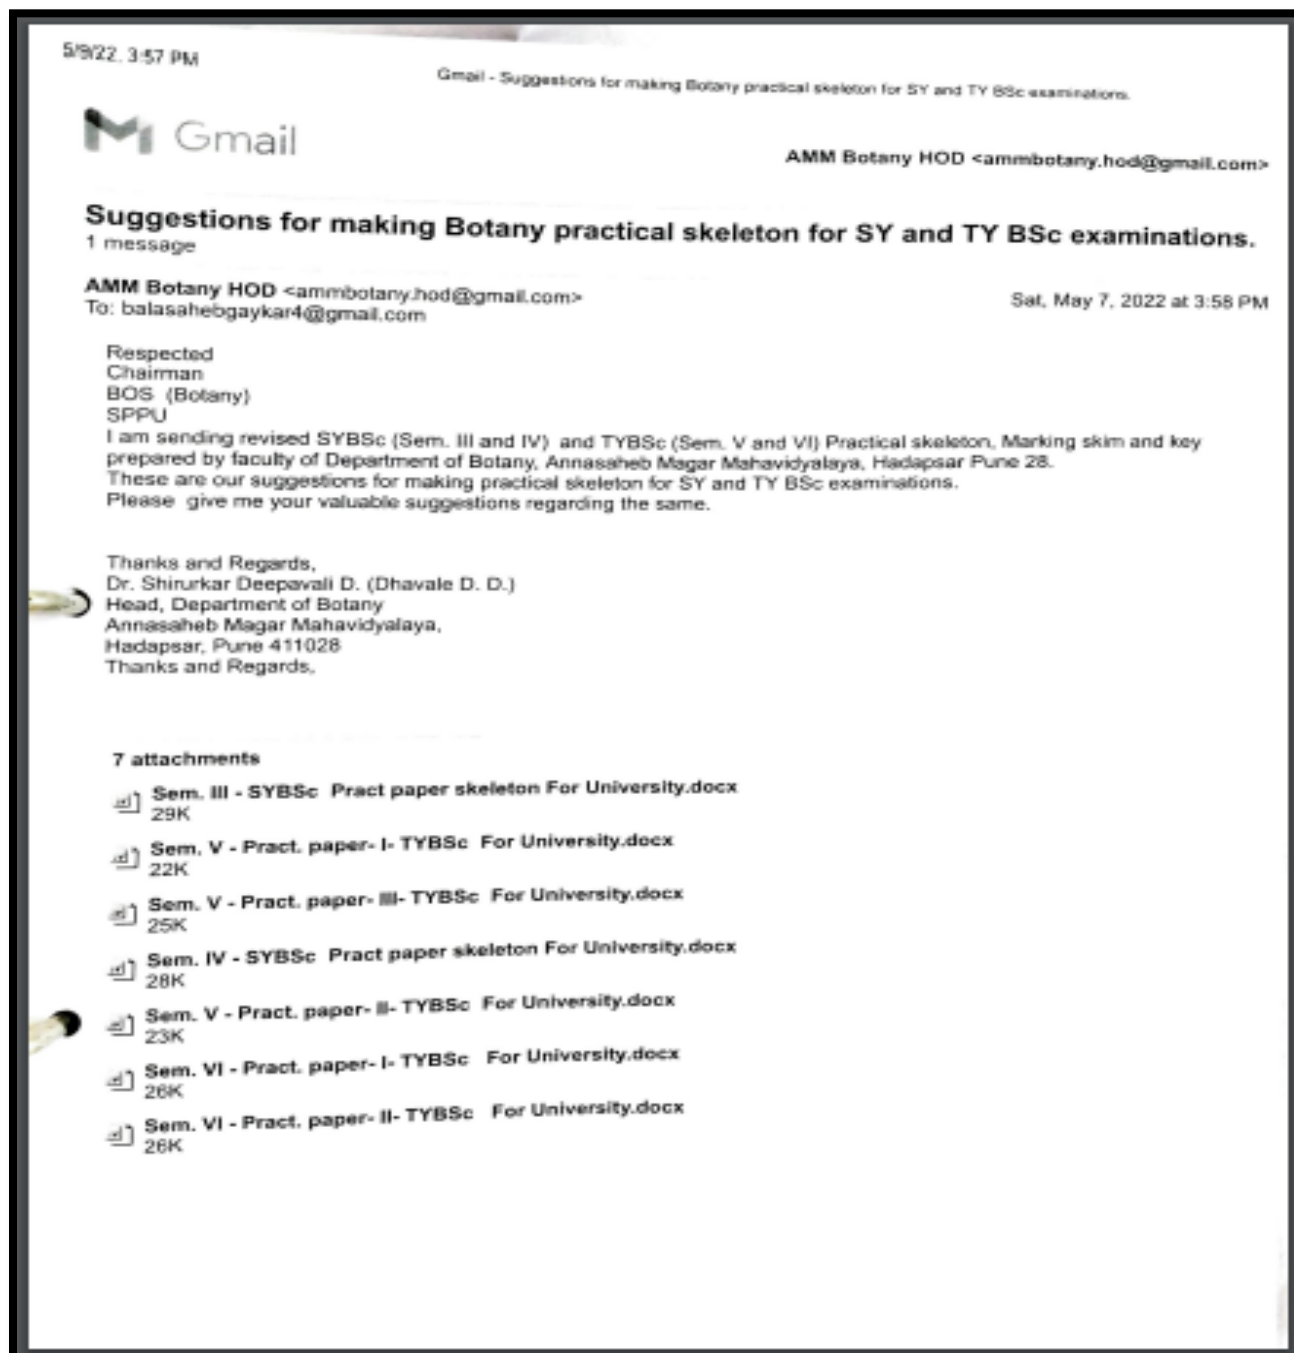 5/9/22, 3:57 PM
Gmail - Suggestions for making Botany practical skeleton for SY and TY BSc examinations.
Gmail
AMM Botany HOD <ammbotany.hod@gmail.com>
Suggestions for making Botany practical skeleton for SY and TY BSc examinations.
1 message
AMM Botany HOD <ammbotany.hod@gmail.com>
Sat, May 7, 2022 at 3:58 PM
To: balasahebgaykar4@gmail.com
Respected
Chairman
BOS (Botany)
SPPU
I am sending revised SYBSc (Sem. III and IV) and TYBSc (Sem. V and VI) Practical skeleton, Marking skim and key
prepared by faculty of Department of Botany, Annasaheb Magar Mahavidyalaya, Hadapsar Pune 28.
These are our suggestions for making practical skeleton for SY and TY BSc examinations.
Please give me your valuable suggestions regarding the same.
Thanks and Regards,
Dr. Shirurkar Deepavali D. (Dhavale D. D.)
Head, Department of Botany
Annasaheb Magar Mahavidyalaya,
Hadapsar, Pune 411028
Thanks and Regards,
7 attachments
Sem. III - SYBSc Pract paper skeleton For University.docx
29K
Sem. V - Pract. paper- I- TYBSc For University.docx
22K
Sem. V - Pract. paper- III- TYBSc For University.docx
25K
Sem. IV - SYBSc Pract paper skeleton For University.docx
28K
Sem. V - Pract. paper- II- TYBSc For University.docx
23K
Sem. VI - Pract. paper- I- TYBSc For University.docx
26K
Sem. VI - Pract. paper- II- TYBSc For University.docx
26K